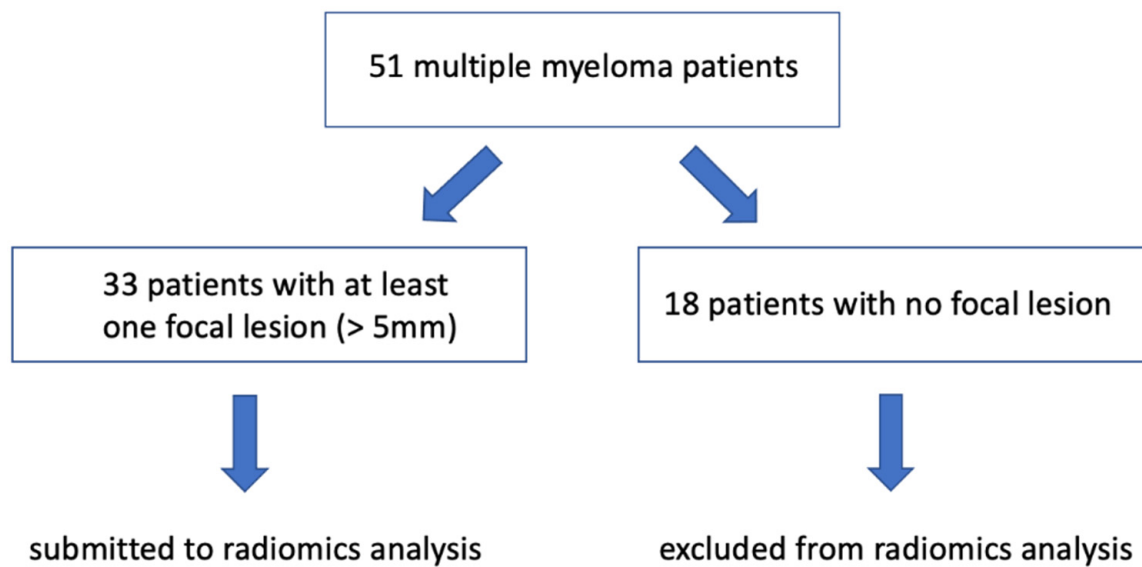 51 multiple myeloma patients
33 patients with at least
one focal lesion (> 5mm)
18 patients with no focal lesion
submitted to radiomics analysis
excluded from radiomics analysis